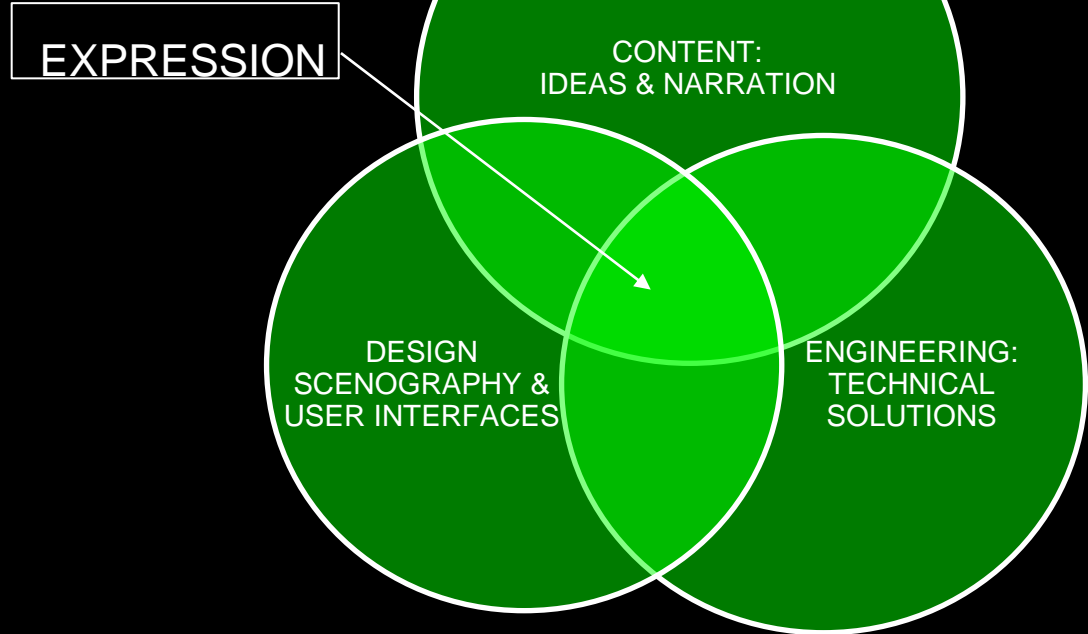 EXPRESSION
CONTENT:
IDEAS & NARRATION
DESIGN
SCENOGRAPHY &
USER INTERFACES
ENGINEERING:
TECHNICAL
SOLUTIONS